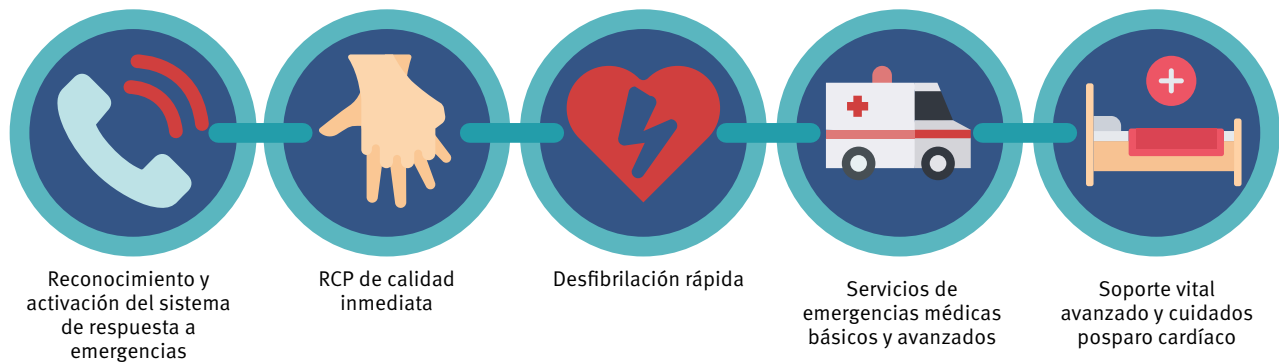 Reconocimiento y
activación del sistema
de respuesta a
emergencias
RCP de calidad
inmediata
Desfibrilación rápida
Servicios de
emergencias médicas
básicos y avanzados
Soporte vital
avanzado y cuidados
posparo cardíaco